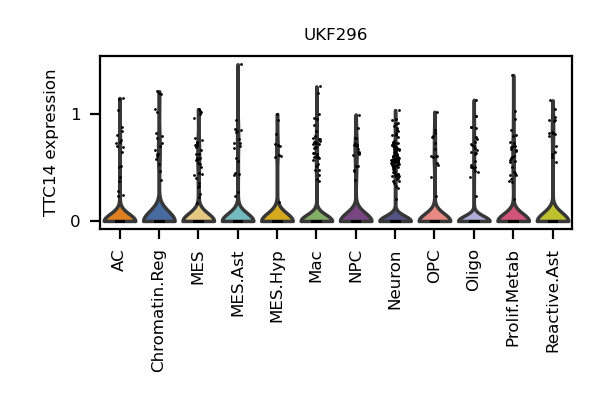 UKF296
TTC14 expression
1
0
AC
Chromatin.Reg
MES
MES.Ast
MES.Hyp
Mac
NPC
Neuron
OPC
Oligo
Prolif.Metab
Reactive.Ast